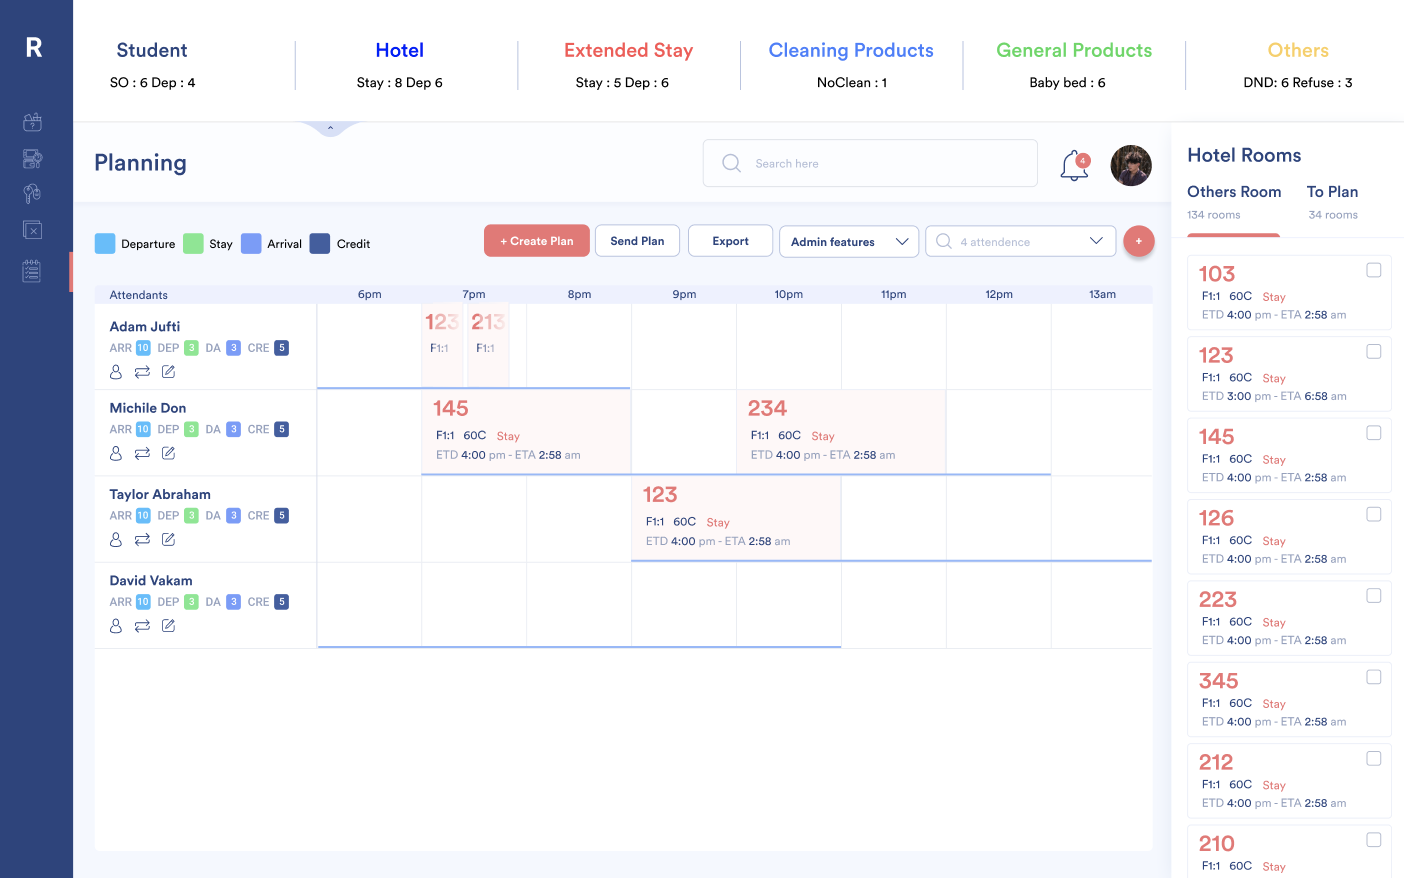 R
Student
SO : 6 Dep : 4
Hotel
Stay : 8 Dep 6
Extended Stay
Stay : 5 Dep : 6
Cleaning Products
NoClean : 1
General Products
Baby bed : 6
Others
DND: 6 Refuse : 3
Planning
Search here
4
Departure Stay Arrival Credit
+ Create Plan
Send Plan
Export
Admin features
4 attendence
+
Attendants 6pm 7pm 8pm 9pm 10pm 11pm 12pm 13am
Adam Jufti
ARR 10 DEP 3 DA 3 CRE 5
123
F1:1
213
F1:1
Michile Don
ARR 10 DEP 3 DA 3 CRE 5
145
F1:1 60C Stay
ETD 4:00 pm - ETA 2:58 am
234
F1:1 60C Stay
ETD 4:00 pm - ETA 2:58 am
Taylor Abraham
ARR 10 DEP 3 DA 3 CRE 5
123
F1:1 60C Stay
ETD 4:00 pm - ETA 2:58 am
David Vakam
ARR 10 DEP 3 DA 3 CRE 5
Hotel Rooms
Others Room To Plan
134 rooms 34 rooms
103
F1:1 60C Stay
ETD 4:00 pm - ETA 2:58 am
123
F1:1 60C Stay
ETD 3:00 pm - ETA 6:58 am
145
F1:1 60C Stay
ETD 4:00 pm - ETA 2:58 am
126
F1:1 60C Stay
ETD 4:00 pm - ETA 2:58 am
223
F1:1 60C Stay
ETD 4:00 pm - ETA 2:58 am
345
F1:1 60C Stay
ETD 4:00 pm - ETA 2:58 am
212
F1:1 60C Stay
ETD 4:00 pm - ETA 2:58 am
210
F1:1 60C Stay